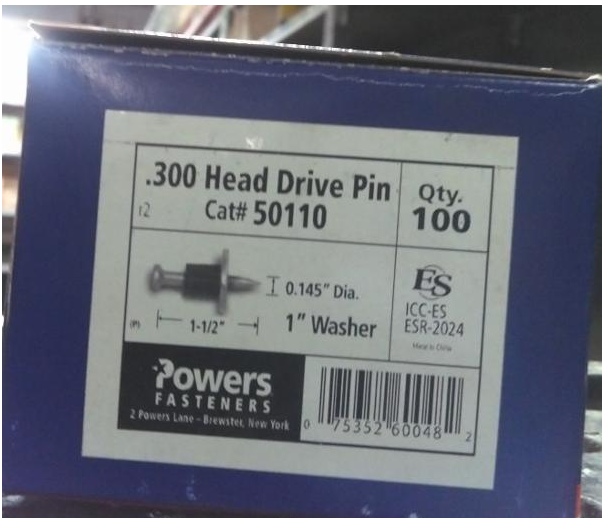 .300 Head Drive Pin
r2 Cat# 50110
Qty.
100
0.145" Dia.
(P) 1-1/2" 1" Washer
ES
ICC-ES
ESR-2024
Made in China
Powers
FASTENERS
2 Powers Lane – Brewster, New York
0 75352 60048 2